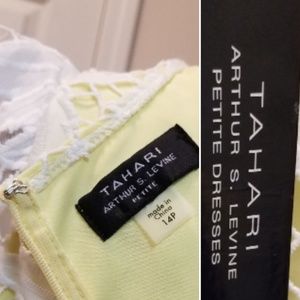 TAHARI
ARTHUR S. LEVINE
PETITE
made in
China
14P
TAHARI
ARTHUR S. LEVINE
PETITE DRESSES